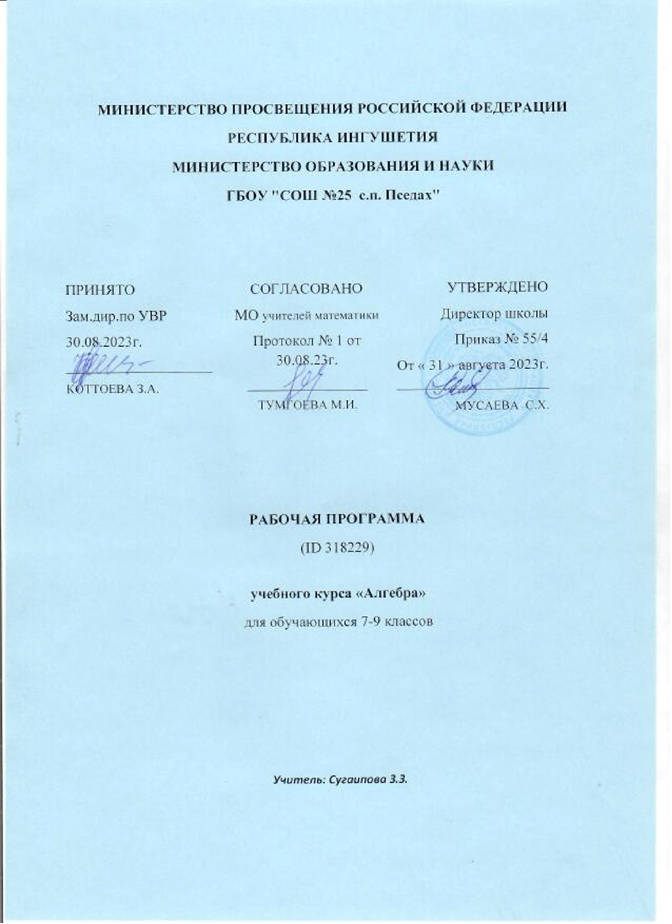 МИНИСТЕРСТВО ПРОСВЕЩЕНИЯ РОССИЙСКОЙ ФЕДЕРАЦИИ
РЕСПУБЛИКА ИНГУШЕТИЯ
МИНИСТЕРСТВО ОБРАЗОВАНИЯ И НАУКИ
ГБОУ "СОШ №25 с.п. Пседах"
ПРИНЯТО
Зам.дир.по УВР
30.08.2023г.
КОТТОЕВА З.А.
СОГЛАСОВАНО
МО учителей математики
Протокол № 1 от
30.08.23г.
ТУМГОЕВА М.И.
УТВЕРЖДЕНО
Директор школы
Приказ № 55/4
От « 31 » августа 2023г.
МУСАЕВА С.Х.
РАБОЧАЯ ПРОГРАММА
(ID 318229)
учебного курса «Алгебра»
для обучающихся 7-9 классов
Учитель: Сугаипова З.З.